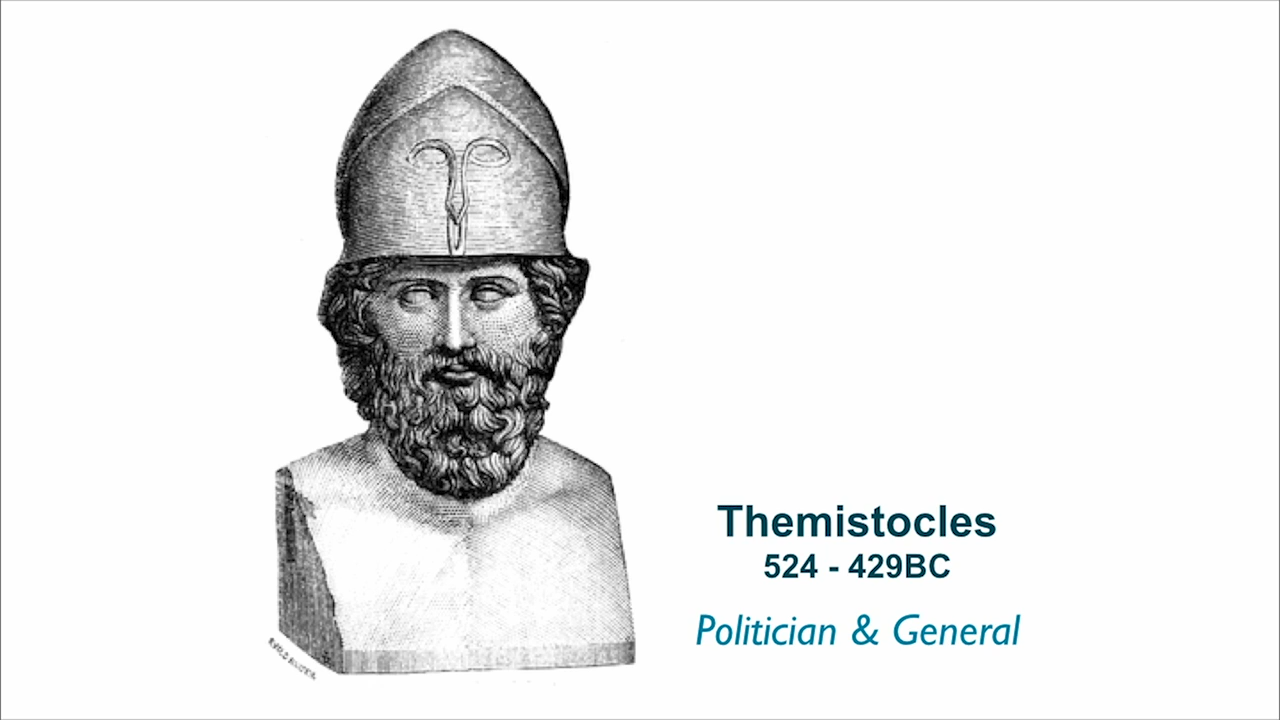 Themistocles
524 - 429BC
Politician & General